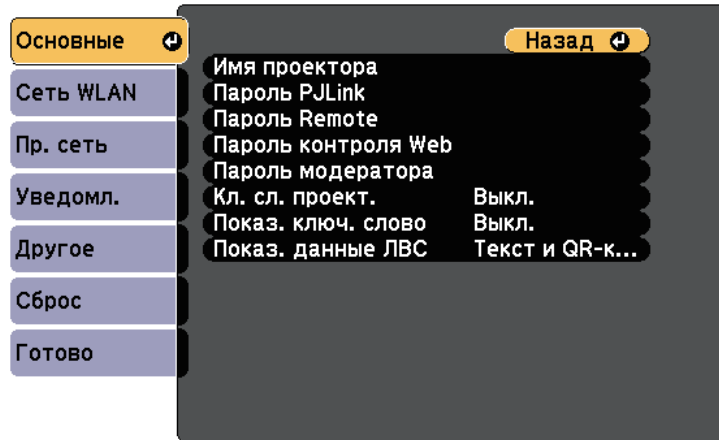 Основные
Сеть WLAN
Пр. сеть
Уведомл.
Другое
Сброс
Готово
Назад
Имя проектора
Пароль PJLink
Пароль Remote
Пароль контроля Web
Пароль модератора
Кл. сл. проект. Выкл.
Показ. ключ. слово Выкл.
Показ. данные ЛВС Текст и QR-к...